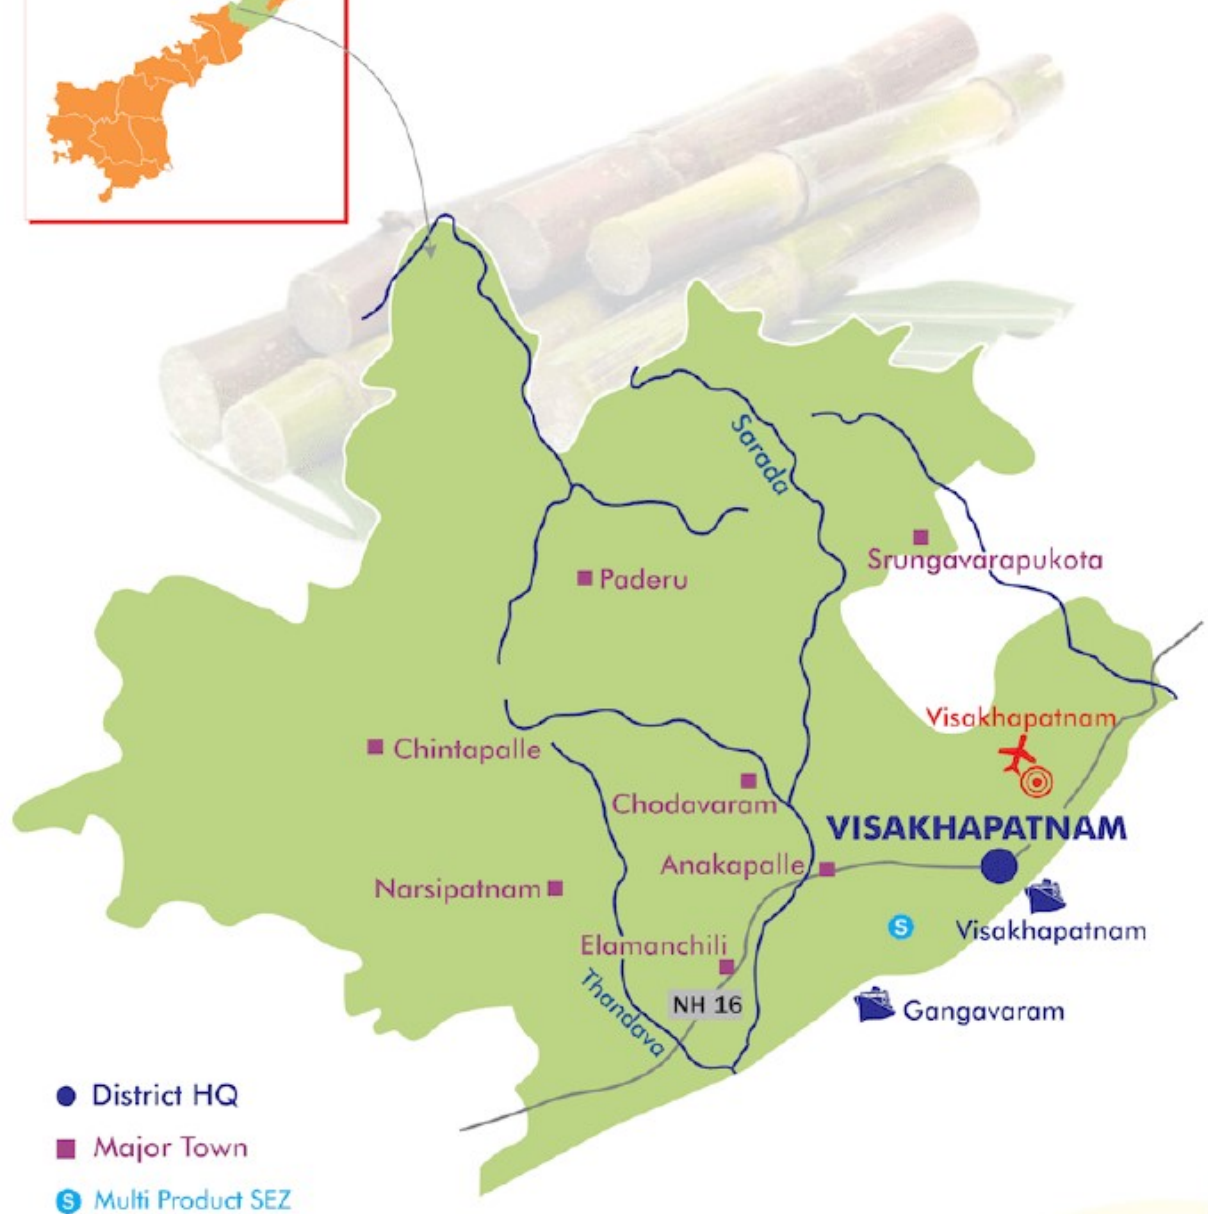 Sarada
Srungavarapukota
Paderu
Visakhapatnam
Chintapalle
Chodavaram
VISAKHAPATNAM
Anakapalle
Narsipatnam
Visakhapatnam
Elamanchili
Thandava
NH 16
Gangavaram
District HQ
Major Town
S
Multi Product SEZ
S